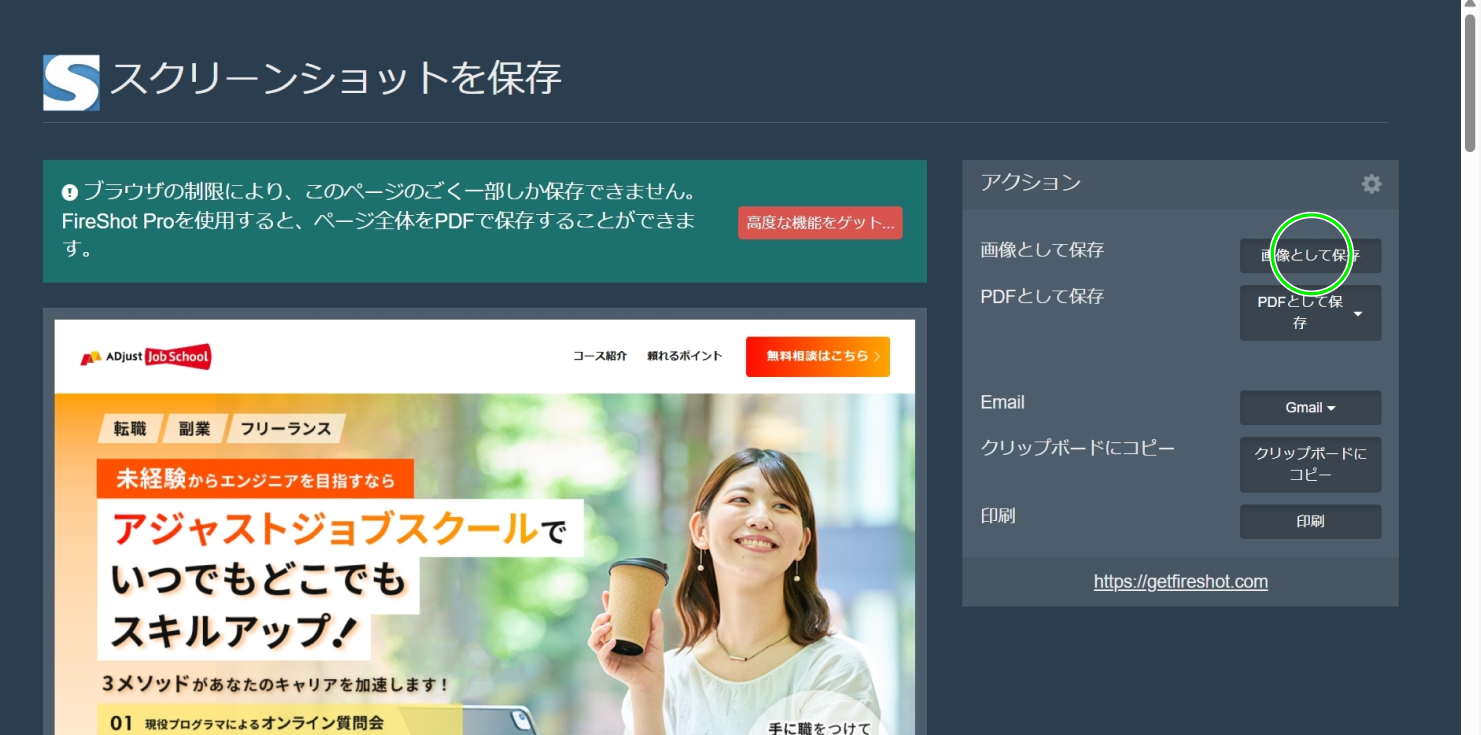 スクリーンショットを保存
ブラウザの制限により、このページのごく一部しか保存できません。
FireShot Proを使用すると、ページ全体をPDFで保存することができま
す。
高度な機能をゲット...
アクション
画像として保存
画像として保存
PDFとして保存
PDFとして保
存
Email
Gmail
クリップボードにコピー
クリップボードに
コピー
印刷
印刷
https://getfireshot.com
ADjust Job School
コース紹介
頼れるポイント
無料相談はこちら
転職
副業
フリーランス
未経験からエンジニアを目指すなら
アジャストジョブスクールで
いつでもどこでも
スキルアップ!
3メソッドがあなたのキャリアを加速します!
01 現役プログラマによるオンライン質問会
手に職をつけて